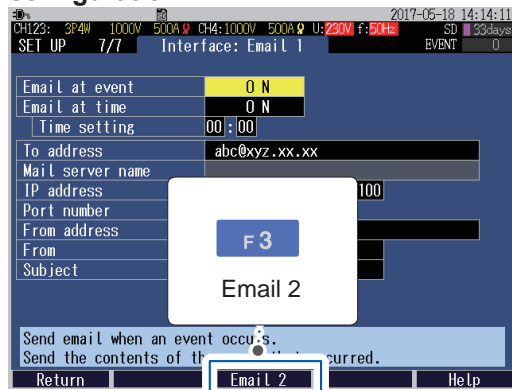 2017-05-18 14:14:11
CH123: 3P4W 1000V 500A CH4:1000V 500A U:230V f:50Hz SD 33days
SET UP 7/7 Interface: Email 1 EVENT 0
Email at event ON
Email at time ON
Time setting 00:00
To address abc@xyz.xx.xx
Mail server name
IP address 100
Port number
From address
From
Subject
F3
Email 2
Send email when an event occurs.
Send the contents of th curred.
Return Email 2 Help